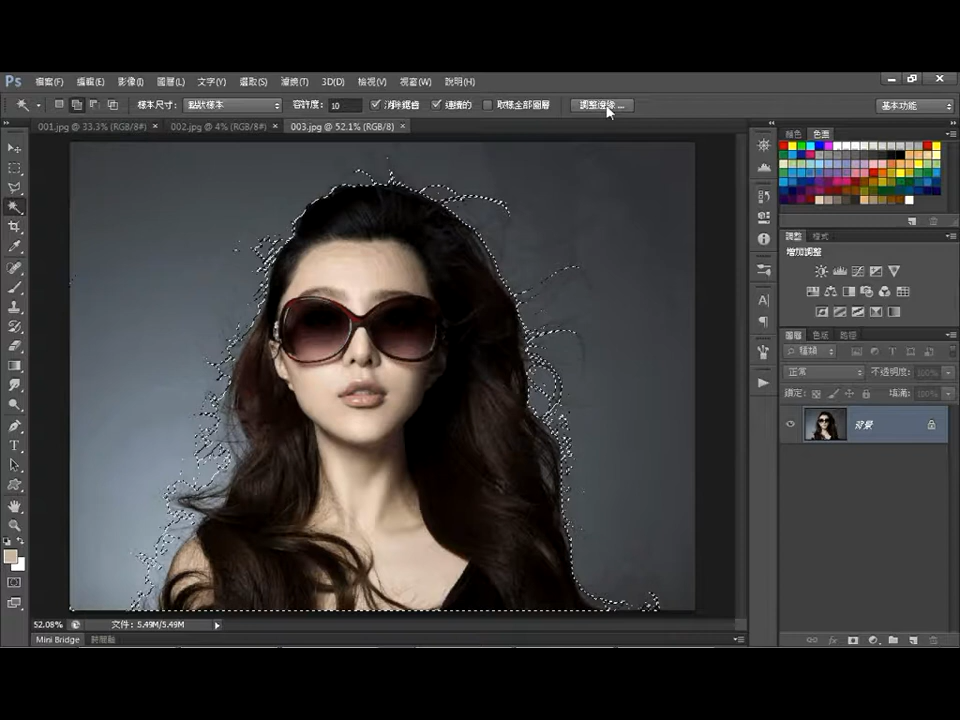 Ps 檔案(F) 編輯(E) 影像(I) 圖層(L) 文字(Y) 選取(S) 濾鏡(T) 3D(D) 檢視(V) 視窗(W) 說明(H)
樣本尺寸: 點狀樣本 容許度: 10 消除鋸齒 連續的 取樣全部圖層 調整邊緣 ... 基本功能
001.jpg @ 33.3% (RGB/8#) × 002.jpg @ 4% (RGB/8#) × 003.jpg @ 52.1% (RGB/8) ×
顏色 色票
調整 樣式
增加調整
圖層 色版 路徑
種類
正常 不透明度: 100%
鎖定: 填滿: 100%
背景
52.08% 文件: 5.49M/5.49M
Mini Bridge 時間軸